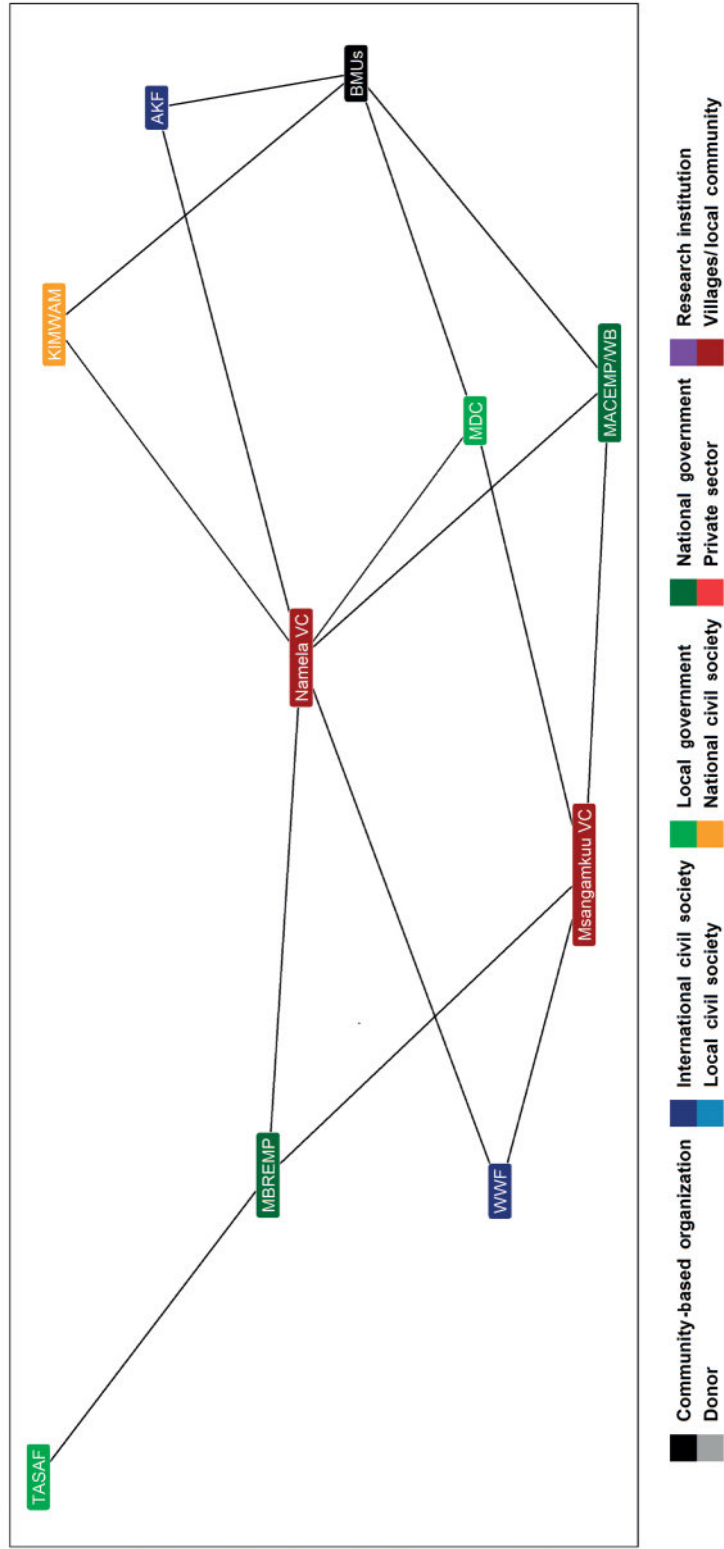 TASAF
KIMWAM
AKF
MBREMP
Namela VC
BMUs
WWF
MDC
Msangamkuu VC
MACEMP/WB
Community-based organization
International civil society
Local government
National government
Research institution
Donor
Local civil society
National civil society
Private sector
Villages/local community